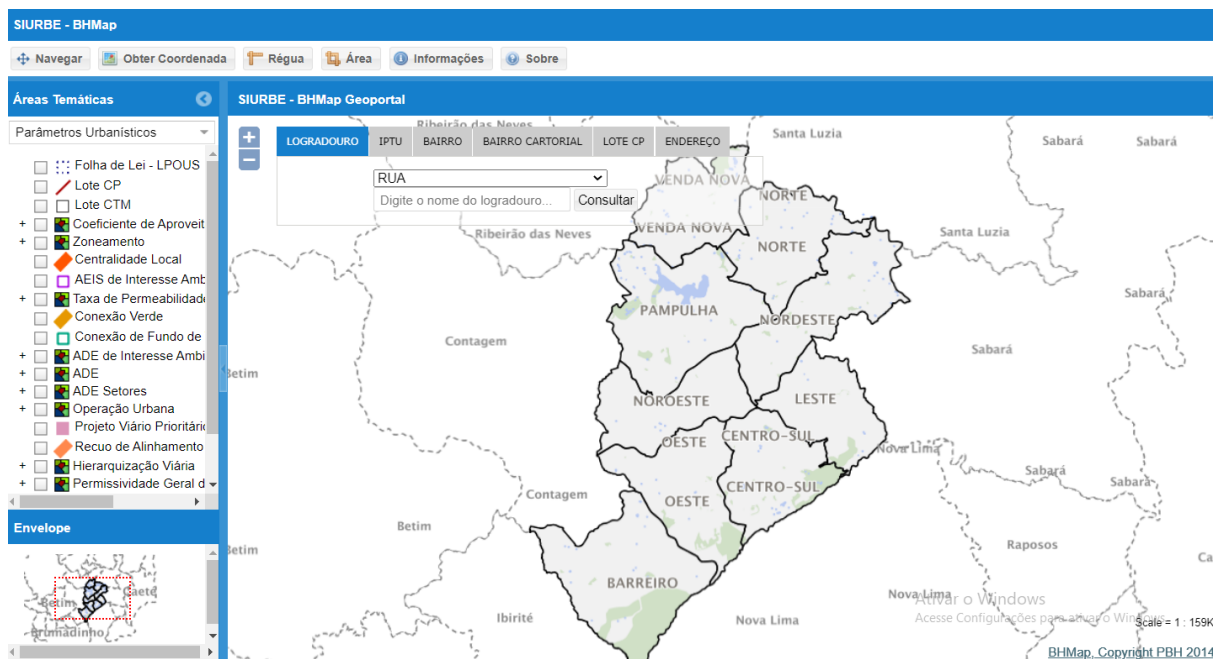 SIURBE - BHMap
Navegar Obter Coordenada Régua Área Informações Sobre
Áreas Temáticas
Parâmetros Urbanísticos
Folha de Lei - LPOUS
Lote CP
Lote CTM
+ Coeficiente de Aproveit
+ Zoneamento
Centralidade Local
AEIS de Interesse Amb
+ Taxa de Permeabilidad
Conexão Verde
Conexão de Fundo de
+ ADE de Interesse Ambi
+ ADE
+ ADE Setores
+ Operação Urbana
Projeto Viário Prioritári
Recuo de Alinhamento
+ Hierarquização Viária
+ Permissividade Geral d
Envelope
Betim
Caeté
Brumadinho
SIURBE - BHMap Geoportal
+
−
LOGRADOURO IPTU BAIRRO BAIRRO CARTORIAL LOTE CP ENDEREÇO
RUA
Digite o nome do logradouro... Consultar
Ribeirão das Neves
Santa Luzia
Sabará
Sabará
VENDA NOVA
NORTE
VENDA NOVA
Ribeirão das Neves
Santa Luzia
NORTE
Sabará
PAMPULHA
NORDESTE
Contagem
Sabará
Betim
NOROESTE
LESTE
OESTE
CENTRO-SUL
Nova Lima
Sabará
Sabará
CENTRO-SUL
Contagem
OESTE
Betim
Betim
Raposos
Ca
BARREIRO
Nova Lima
Ibirité
Nova Lima
Ativar o Windows
Acesse Configurações para ativar o Windows.
Scale = 1 : 159K
BHMap, Copyright PBH 2014